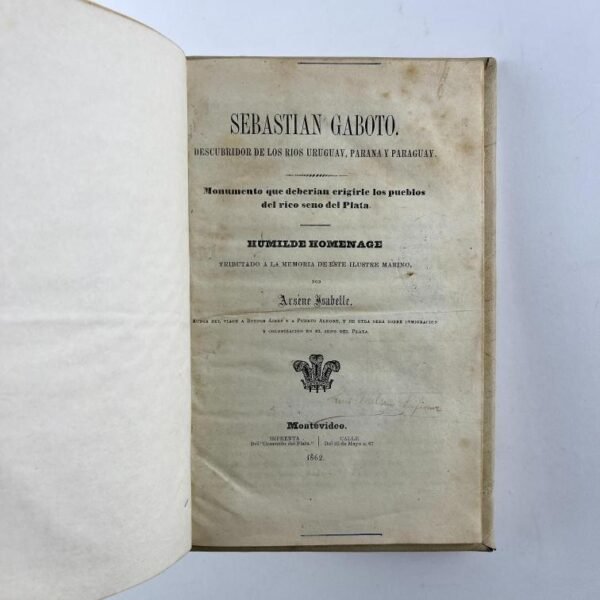 SEBASTIAN GABOTO.
DESCUBRIDOR DE LOS RIOS URUGUAY, PARANA Y PARAGUAY.
Monumento que deberian erigirle los pueblos
del rico seno del Plata.
HUMILDE HOMENAGE
TRIBUTADO A LA MEMORIA DE ESTE ILUSTRE MARINO,
POR
Arsène Isabelle,
AUTOR DEL VIAGE A BUENOS AIRES Y A PUERTO ALEGRE, Y DE OTRA OBRA SOBRE INMIGRACION
Y COLONIZACION EN EL SENO DEL PLATA.
Luis
Montevideo.
IMPRENTA CALLE
Del "Comercio del Plata." Del 25 de Mayo n. 67
1862.